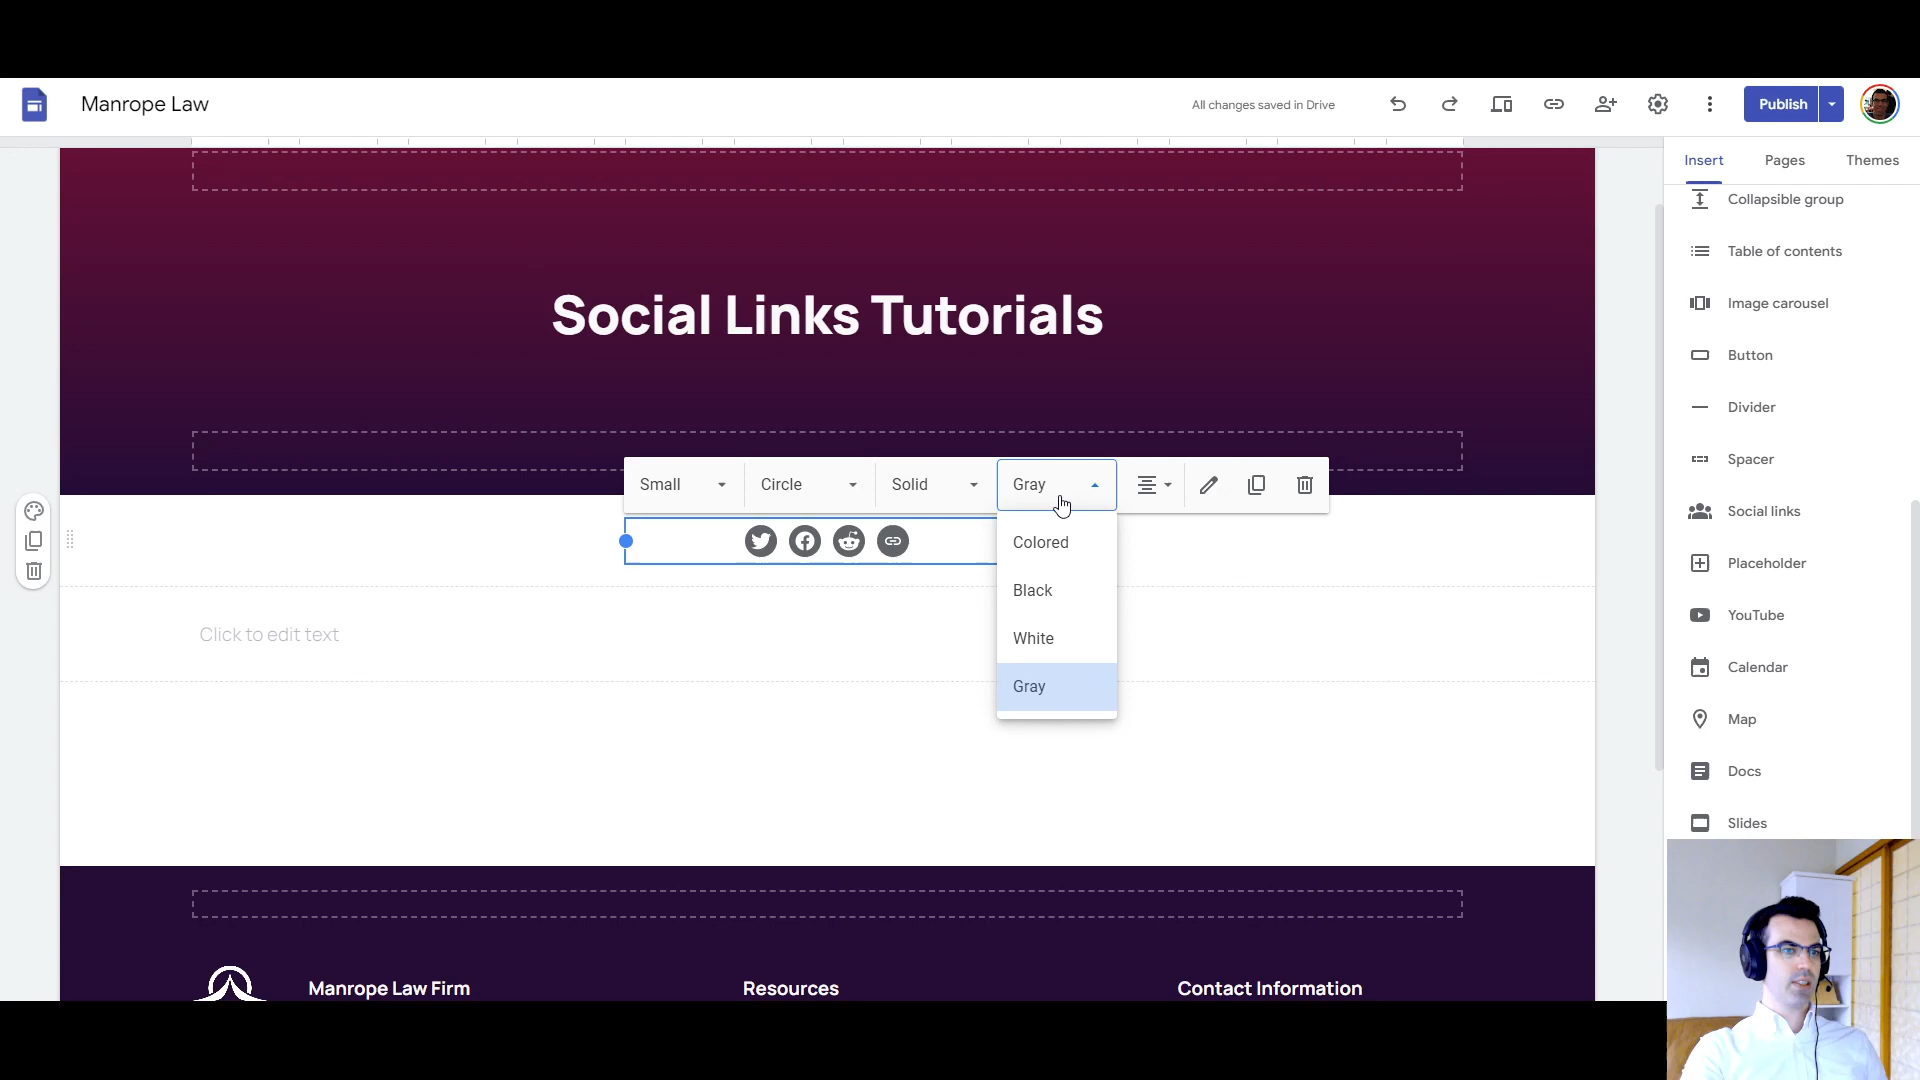 Manrope Law
All changes saved in Drive
Publish
Insert
Pages
Themes
Collapsible group
Table of contents
Image carousel
Button
Divider
Spacer
Social links
Placeholder
YouTube
Calendar
Map
Docs
Slides
Social Links Tutorials
Small
Circle
Solid
Gray
Colored
Black
White
Gray
Click to edit text
Manrope Law Firm
Resources
Contact Information